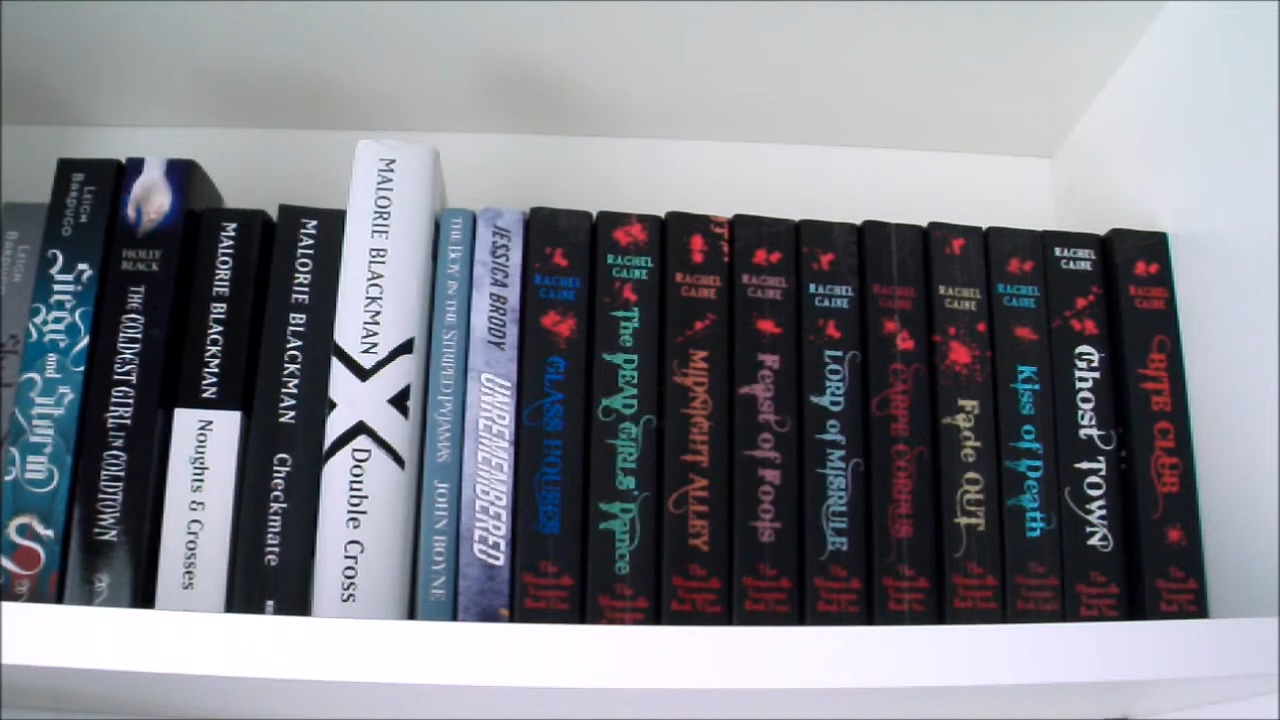 LEIGH
BARDUGO
LEIGH
BARDUGO
Siege and Storm
HOLLY
BLACK
THE COLDEST GIRL IN COLDTOWN
MALORIE BLACKMAN
Noughts & Crosses
MALORIE BLACKMAN
Checkmate
MALORIE BLACKMAN
Double Cross
THE BOY IN THE STRIPED PYJAMAS
JOHN BOYNE
JESSICA BRODY
UNREMEMBERED
RACHEL
CAINE
GLASS HOUSES
RACHEL
CAINE
The DEAD GIRLS' Dance
RACHEL
CAINE
MIDNIGHT ALLEY
RACHEL
CAINE
Feast of Fools
RACHEL
CAINE
LORD of MISRULE
RACHEL
CAINE
CARPE CORPUS
RACHEL
CAINE
Fade OUT
RACHEL
CAINE
Kiss of Death
RACHEL
CAINE
Ghost TOWN
RACHEL
CAINE
BITE CLUB